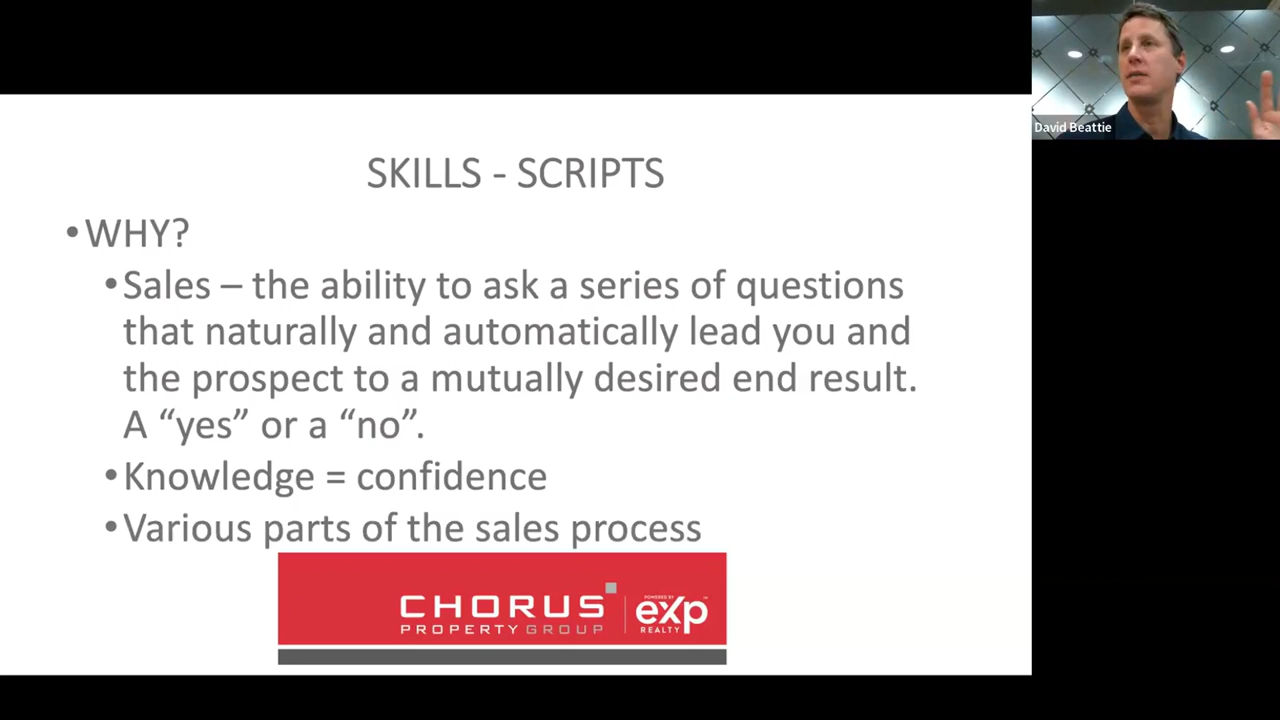 SKILLS - SCRIPTS
•WHY?
•Sales – the ability to ask a series of questions
that naturally and automatically lead you and
the prospect to a mutually desired end result.
A “yes” or a “no”.
•Knowledge = confidence
•Various parts of the sales process
CHORUS
PROPERTY GROUP
POWERED BY
eXp
REALTY
David Beattie